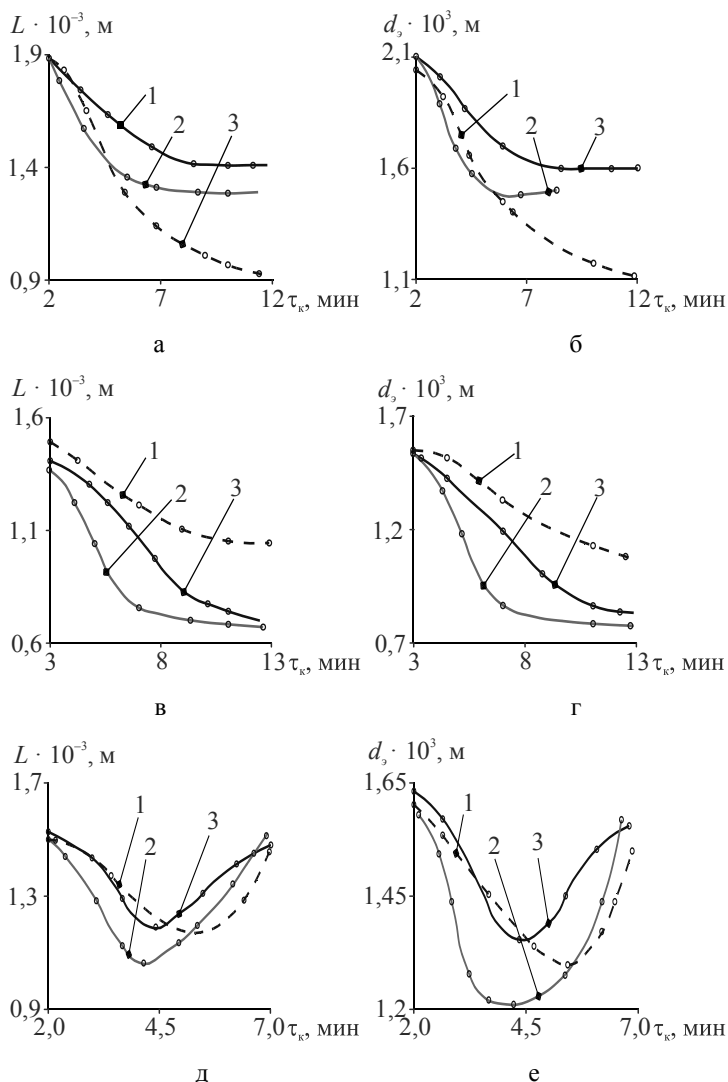 L · 10⁻³, м
1,9
1,4
0,9
2
7
12 τк, мин
1
2
3
а
dэ · 10³, м
2,1
1,6
1,1
2
7
12 τк, мин
1
2
3
б
L · 10⁻³, м
1,6
1,1
0,6
3
8
13 τк, мин
1
2
3
в
dэ · 10³, м
1,7
1,2
0,7
3
8
13 τк, мин
1
2
3
г
L · 10⁻³, м
1,7
1,3
0,9
2,0
4,5
7,0 τк, мин
1
2
3
д
dэ · 10³, м
1,65
1,45
1,2
2,0
4,5
7,0 τк, мин
1
2
3
е